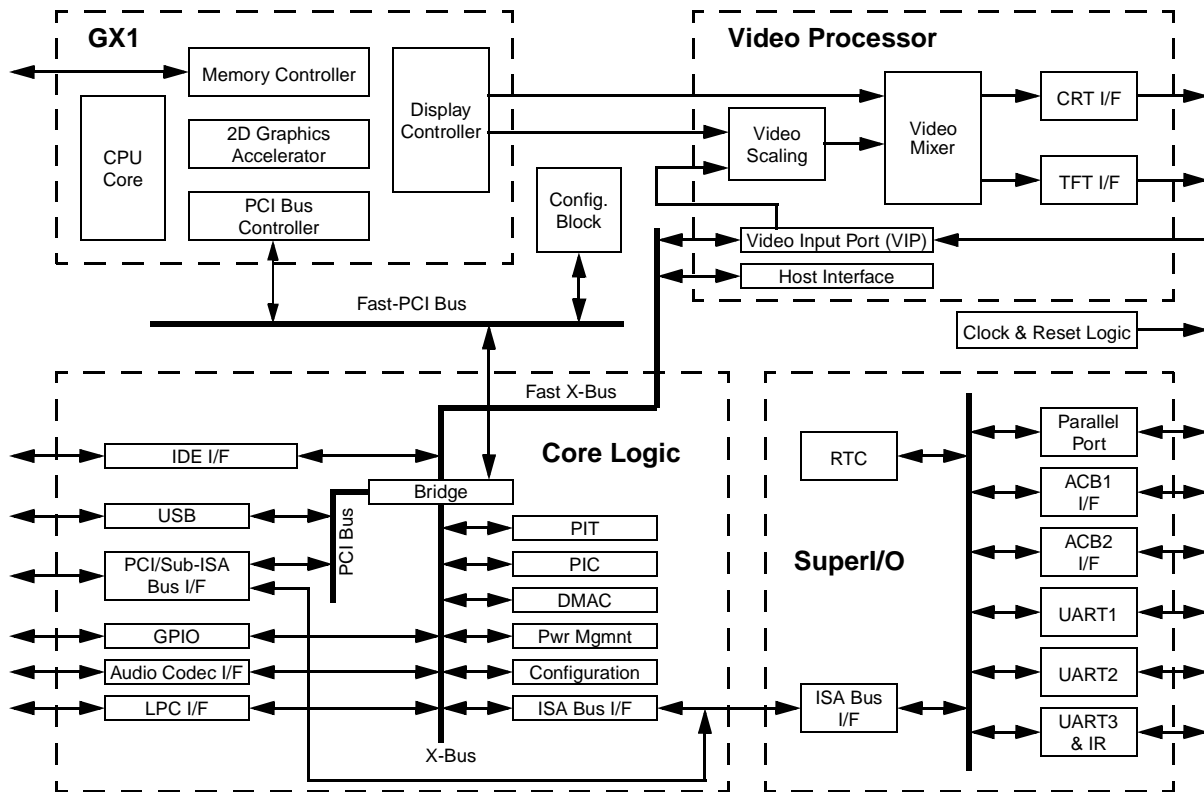 GX1
Memory Controller
CPU
Core
2D Graphics
Accelerator
PCI Bus
Controller
Display
Controller
Config.
Block
Fast-PCI Bus
Video Processor
Video
Scaling
Video
Mixer
CRT I/F
TFT I/F
Video Input Port (VIP)
Host Interface
Clock & Reset Logic
Fast X-Bus
Core Logic
IDE I/F
Bridge
USB
PCI Bus
PCI/Sub-ISA
Bus I/F
GPIO
Audio Codec I/F
LPC I/F
PIT
PIC
DMAC
Pwr Mgmnt
Configuration
ISA Bus I/F
X-Bus
SuperI/O
RTC
ISA Bus
I/F
Parallel
Port
ACB1
I/F
ACB2
I/F
UART1
UART2
UART3
& IR